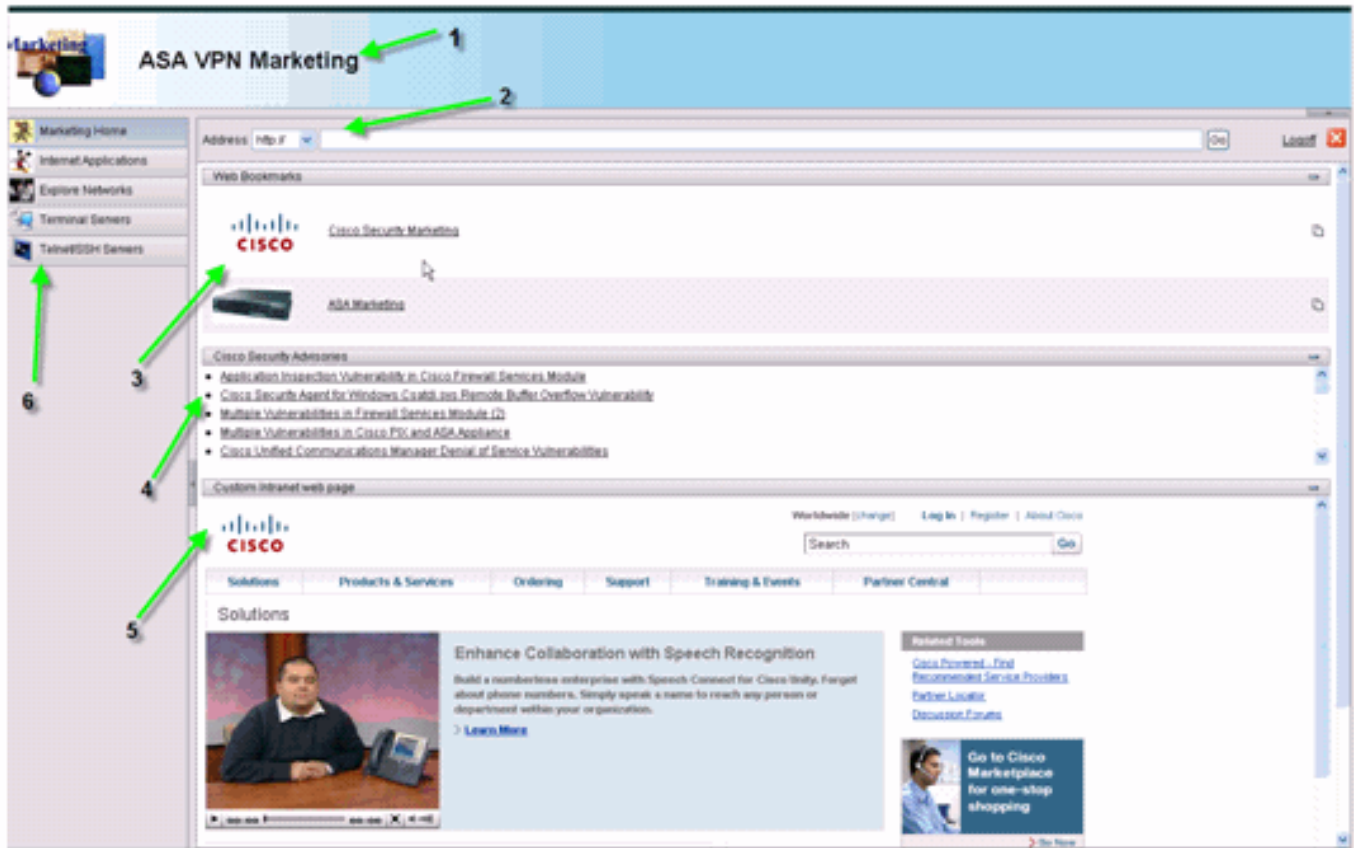 Marketing
ASA VPN Marketing
1
2
Marketing Home
Internet Applications
Explore Networks
Terminal Servers
Telnet/SSH Servers
6
Address http://
Go
Logoff
Web Bookmarks
CISCO
Cisco Security Marketing
ASA Marketing
3
Cisco Security Advisories
Application Inspection Vulnerability in Cisco Firewall Services Module
Cisco Security Agent for Windows Remote Buffer Overflow Vulnerability
Multiple Vulnerabilities in Firewall Services Module (2)
Multiple Vulnerabilities in Cisco PIX and ASA Appliance
Cisco Unified Communications Manager Denial of Service Vulnerabilities
4
Custom Intranet web page
CISCO
Worldwide [change] Log In | Register | About Cisco
Search Go
5
Solutions Products & Services Ordering Support Training & Events Partner Central
Solutions
Enhance Collaboration with Speech Recognition
Build a numberless enterprise with Speech Connect for Cisco Unity. Forget
about phone numbers. Simply speak a name to reach any person or
department within your organization.
Learn More
Related Tools
Cisco Powered - Find
Recommended Service Providers
Partner Locator
Discussion Forums
Go to Cisco
Marketplace
for one-stop
shopping
Go Now